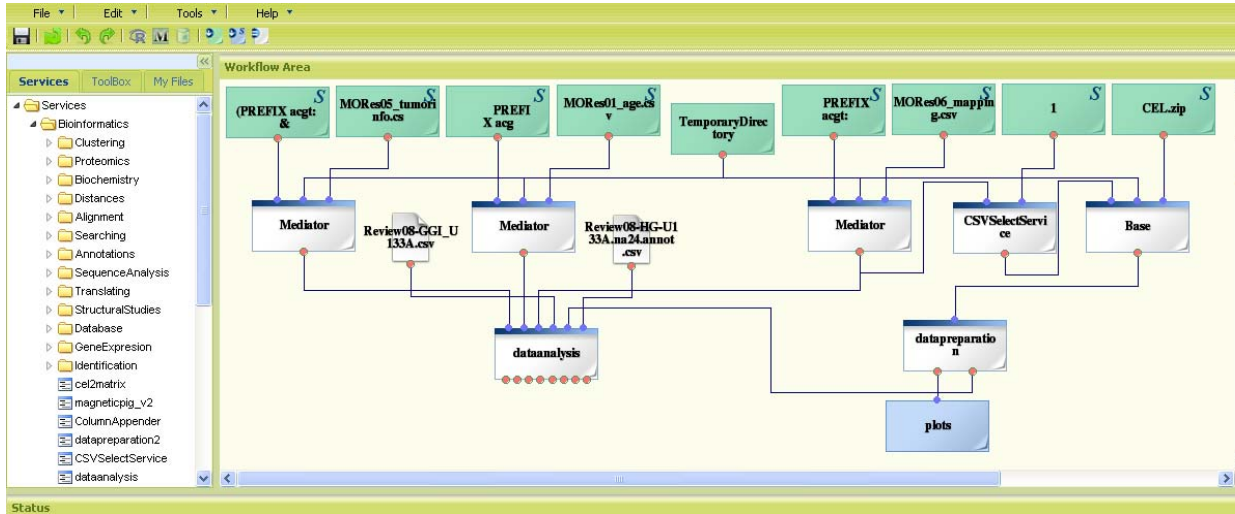 File Edit Tools Help
M
Services ToolBox My Files
Services
Bioinformatics
Clustering
Proteomics
Biochemistry
Distances
Alignment
Searching
Annotations
SequenceAnalysis
Translating
StructuralStudies
Database
GeneExpresion
Identification
cel2matrix
magneticpig_v2
ColumnAppender
datapreparation2
CSVSelectService
dataanalysis
Workflow Area
(PREFIX acgt:
&
S
MORes05_tumori
nfo.cs
S
PREFI
X acg
S
MORes01_age.cs
v
S
TemporaryDirec
tory
PREFIX
acgt:
S
MORes06_mappin
g.csv
S
1
S
CEL.zip
S
Mediator
Review08-GGI_U
133A.csv
Mediator
Review08-HG-U1
33A.na24.annot
.csv
Mediator
CSVSelectServi
ce
Base
dataanalysis
datapreparatio
n
plots
Status